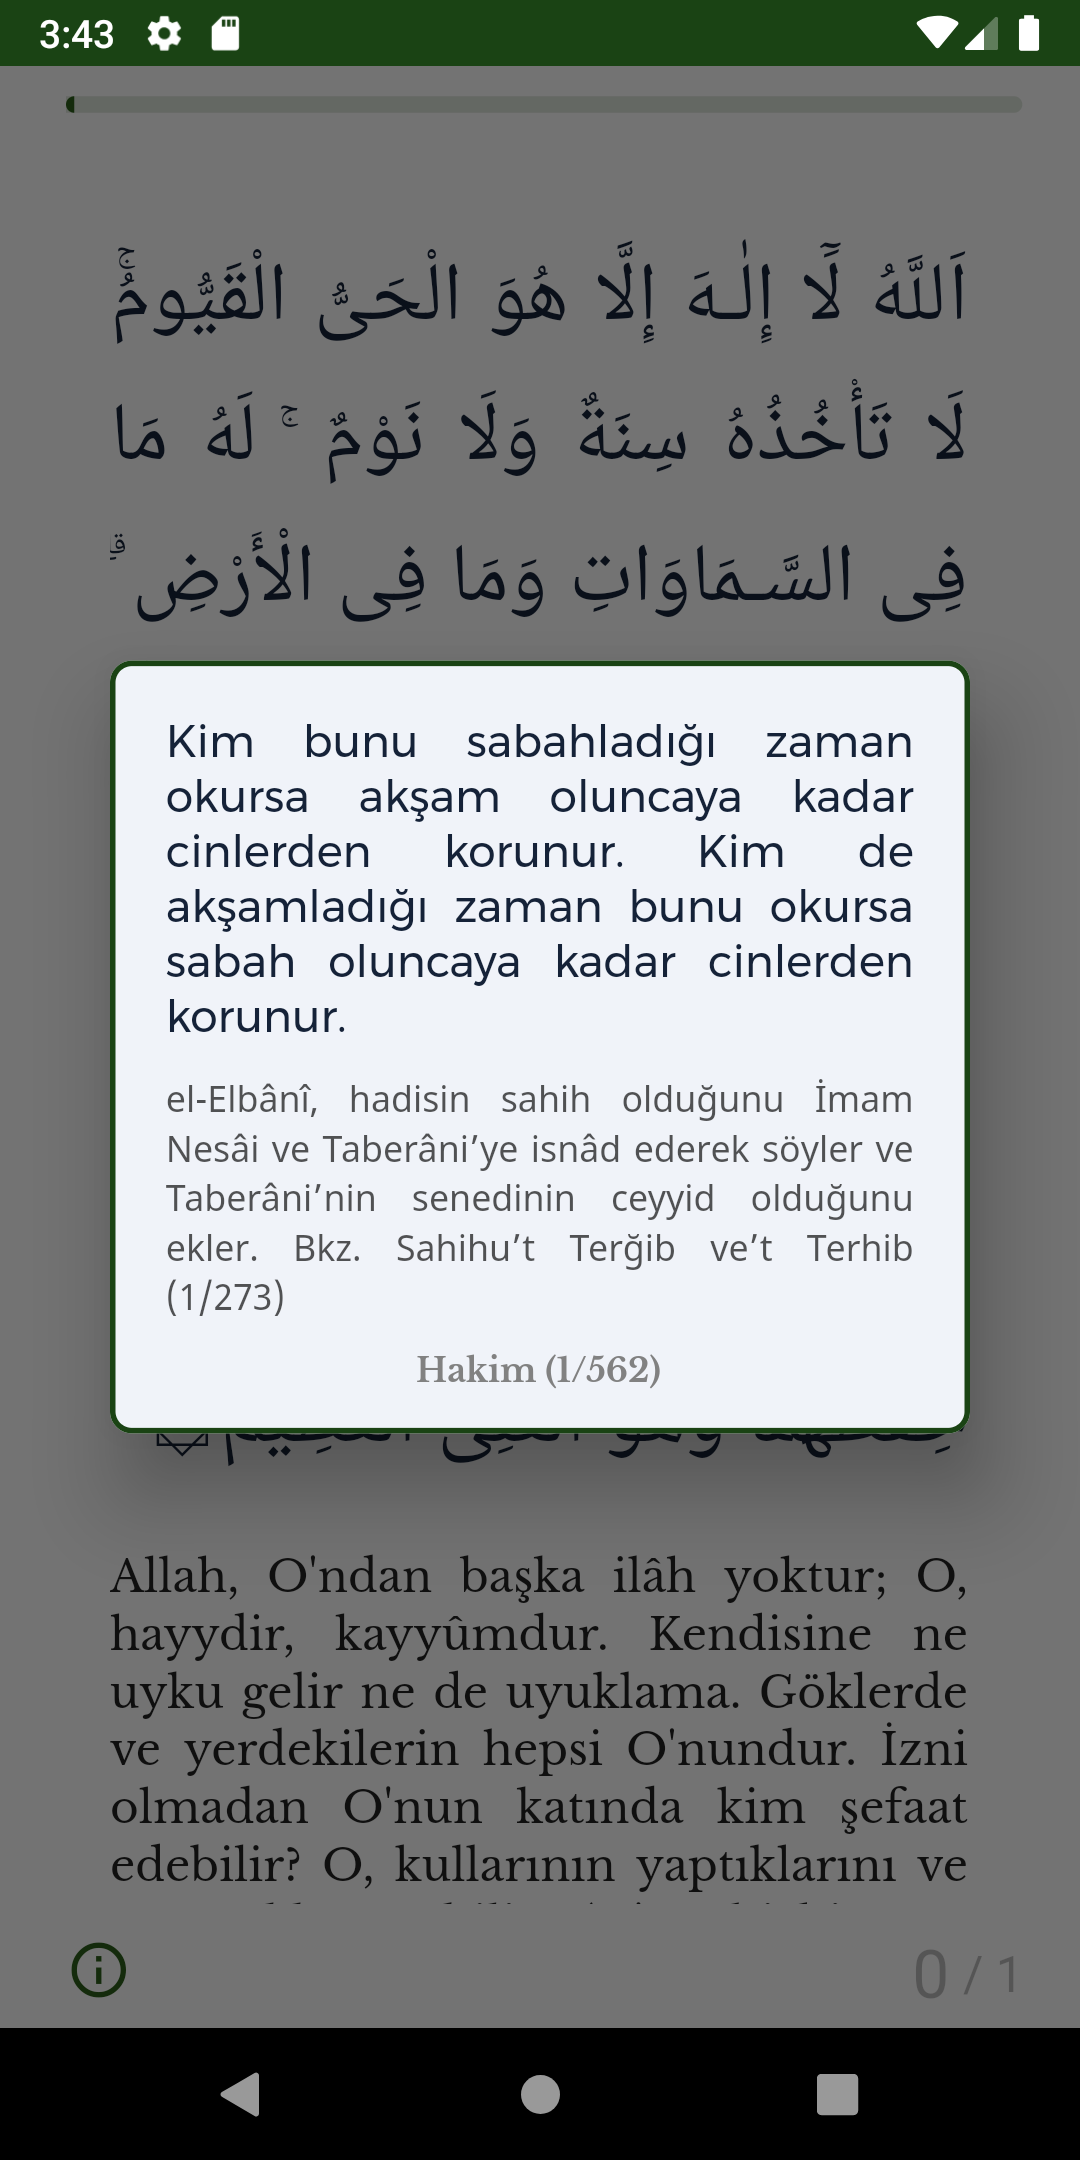 3:43
اَللَّهُ لَٓا إِلٰـهَ إِلَّا هُوَ الْحَىُّ الْقَيُّومُۚ
لَا تَأْخُذُهُ سِنَةٌ وَلَا نَوْمٌ ۚ لَهُ مَا
فِى السَّمَاوَاتِ وَمَا فِى الْأَرْضِ ۗ
Kim bunu sabahladığı zaman
okursa akşam oluncaya kadar
cinlerden korunur. Kim de
akşamladığı zaman bunu okursa
sabah oluncaya kadar cinlerden
korunur.
el-Elbânî, hadisin sahih olduğunu İmam
Nesâi ve Taberâni’ye isnâd ederek söyler ve
Taberâni’nin senedinin ceyyid olduğunu
ekler. Bkz. Sahihu’t Terğib ve’t Terhib
(1/273)
Hakim (1/562)
Allah, O'ndan başka ilâh yoktur; O,
hayydir, kayyûmdur. Kendisine ne
uyku gelir ne de uyuklama. Göklerde
ve yerdekilerin hepsi O'nundur. İzni
olmadan O'nun katında kim şefaat
edebilir? O, kullarının yaptıklarını ve
0 / 1